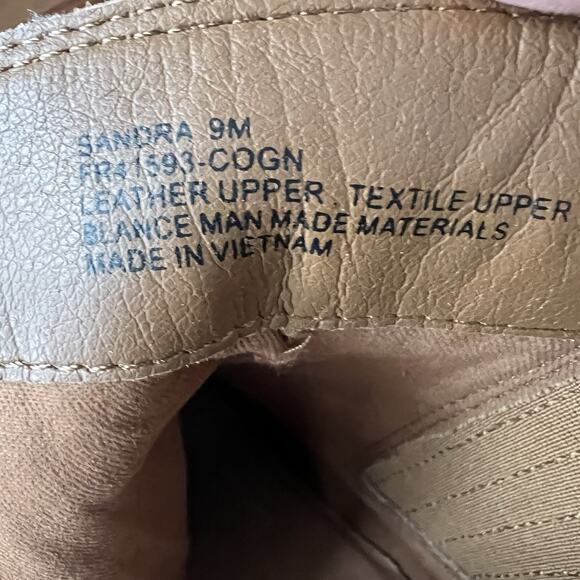 SANDRA 9M
FR41593-COGN
LEATHER UPPER . TEXTILE UPPER
BLANCE MAN MADE MATERIALS
MADE IN VIETNAM